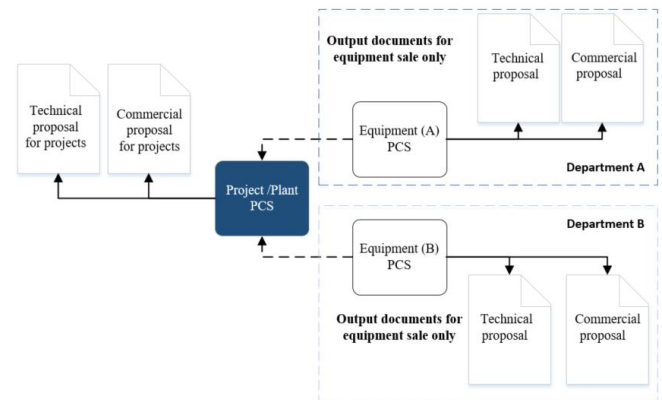 Output documents for
equipment sale only
Technical
proposal
Commercial
proposal
Technical
proposal
for projects
Commercial
proposal
for projects
Equipment (A)
PCS
Department A
Project /Plant
PCS
Department B
Equipment (B)
PCS
Output documents for
equipment sale only
Technical
proposal
Commercial
proposal